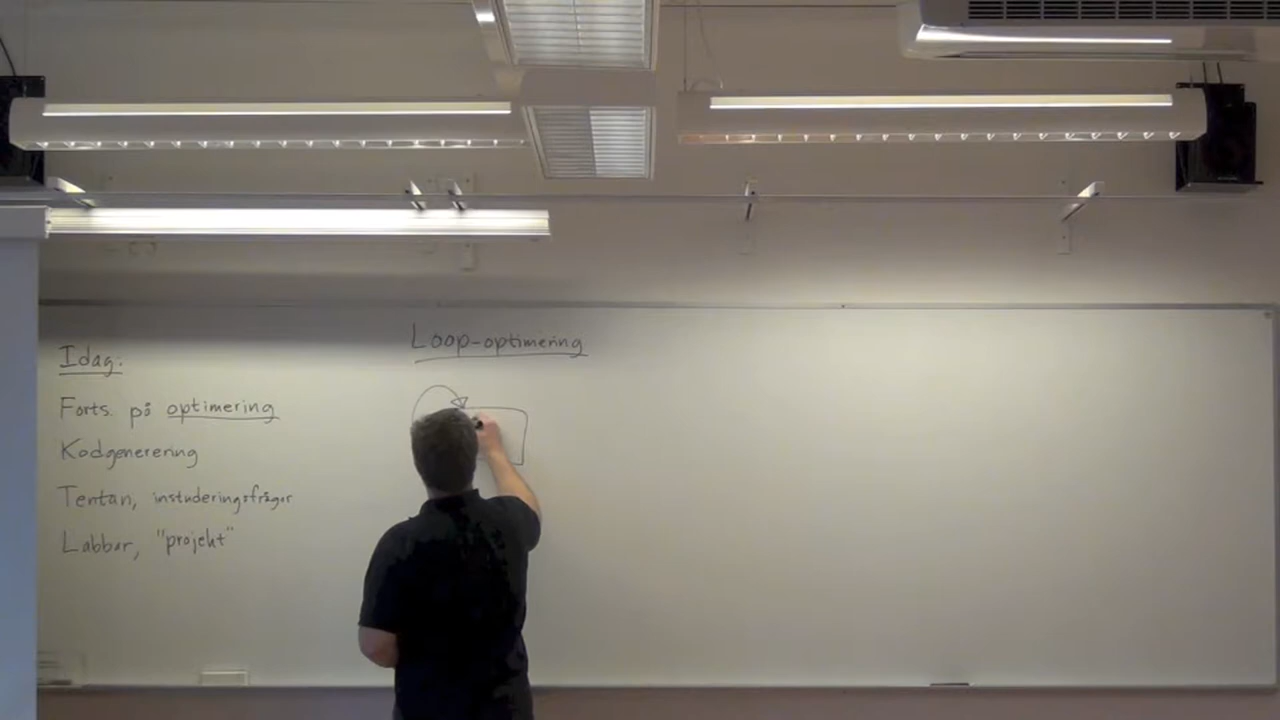 Idag:
Forts. på optimering
Kodgenerering
Tentan, instuderingsfrågor
Labbar, "projekt"
Loop-optimering